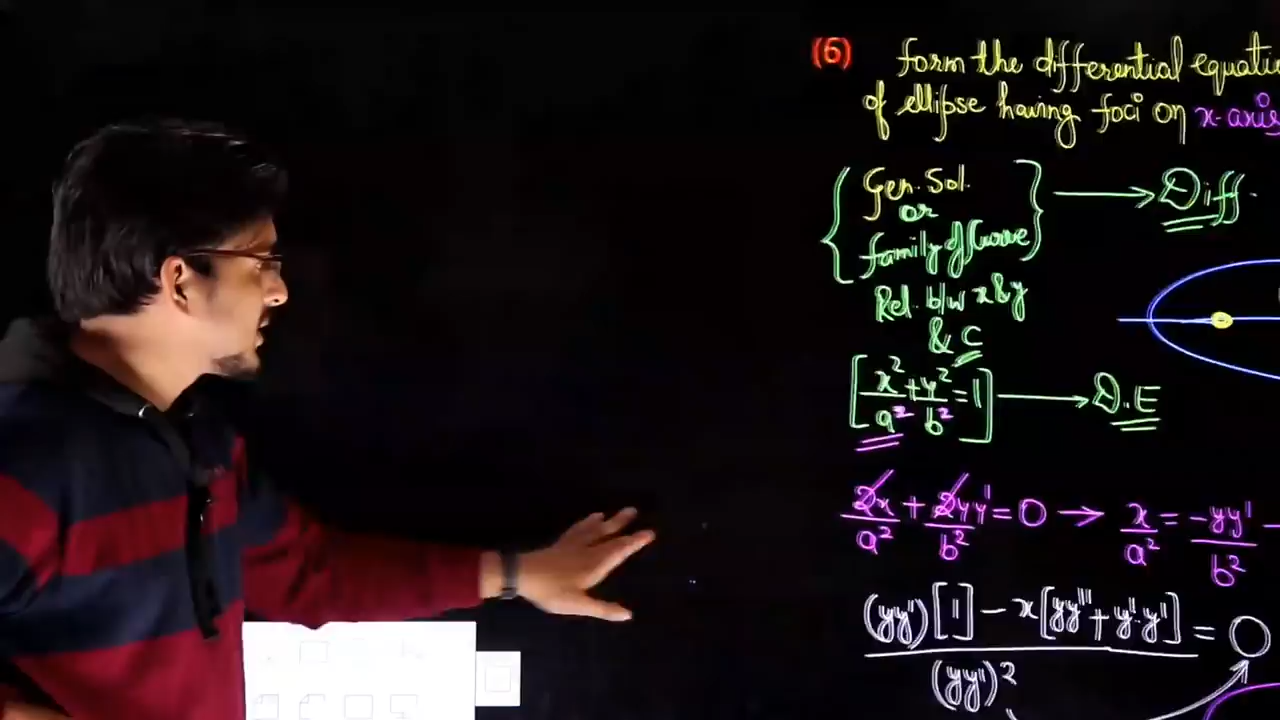 (6) form the differential equati
of ellipse having foci on x-axis
Gen. Sol. → Diff.
or
family of Curve
Rel. b/w x & y
& C
[x²/a² + y²/b² = 1] → D.E
2x/a² + 2yy'/b² = 0 → x/a² = -yy'/b² -
(yy')[1] - x[yy'' + y'·y'] / (yy')² = 0